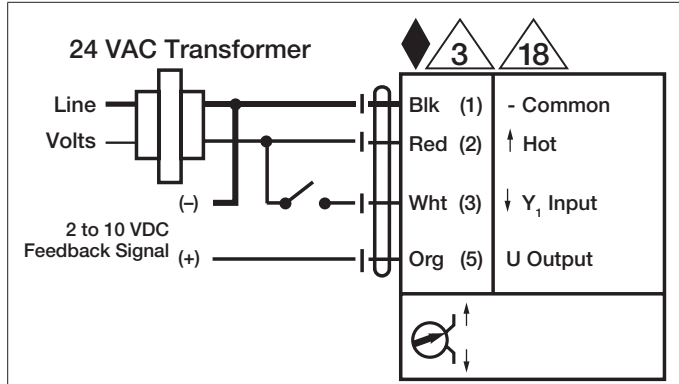 24 VAC Transformer
3
18
Line
Volts
Blk (1) - Common
Red (2) Hot
(–)
Wht (3) Y1 Input
2 to 10 VDC
Feedback Signal (+)
Org (5) U Output